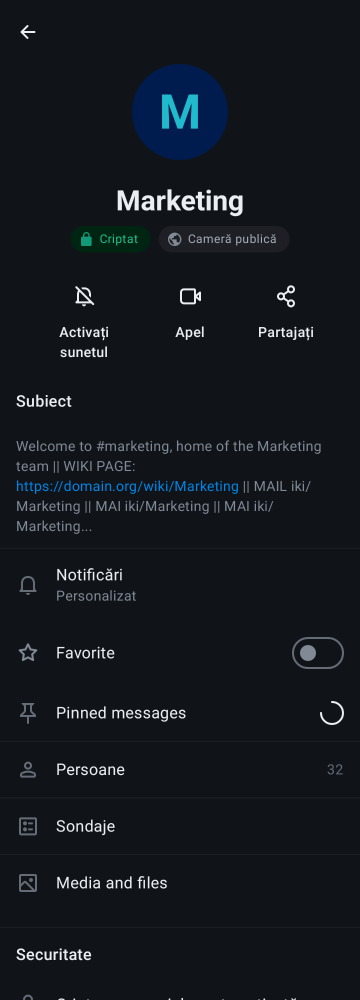 M
Marketing
Criptat
Cameră publică
Activați
sunetul
Apel
Partajați
Subiect
Welcome to #marketing, home of the Marketing
team || WIKI PAGE:
https://domain.org/wiki/Marketing || MAIL iki/
Marketing || MAI iki/Marketing || MAI iki/
Marketing...
Notificări
Personalizat
Favorite
Pinned messages
Persoane
32
Sondaje
Media and files
Securitate